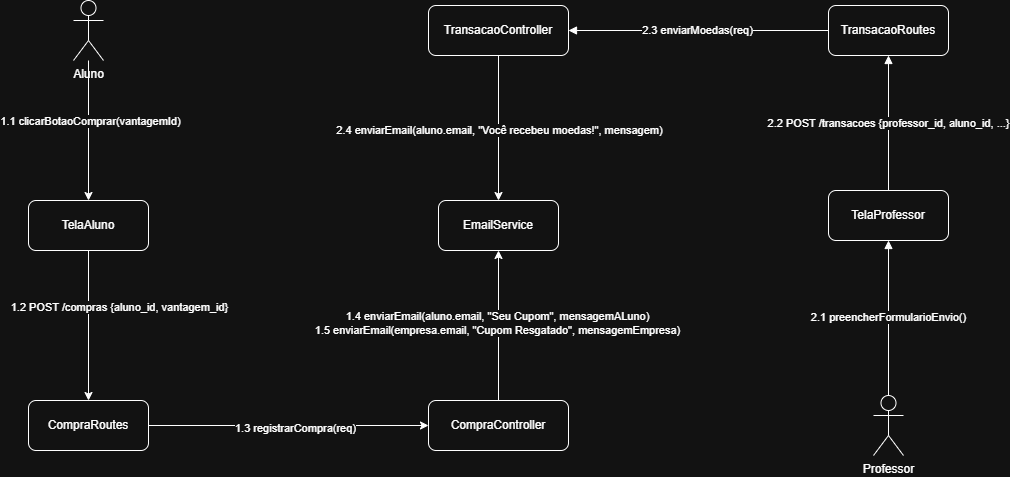 TransacaoController
2.3 enviarMoedas(req)
TransacaoRoutes
Aluno
1.1 clicarBotaoComprar(vantagemId)
2.4 enviarEmail(aluno.email, "Você recebeu moedas!", mensagem)
2.2 POST /transacoes {professor_id, aluno_id, ...}
TelaAluno
EmailService
TelaProfessor
1.2 POST /compras {aluno_id, vantagem_id}
1.4 enviarEmail(aluno.email, "Seu Cupom", mensagemALuno)
1.5 enviarEmail(empresa.email, "Cupom Resgatado", mensagemEmpresa)
2.1 preencherFormularioEnvio()
CompraRoutes
1.3 registrarCompra(req)
CompraController
Professor